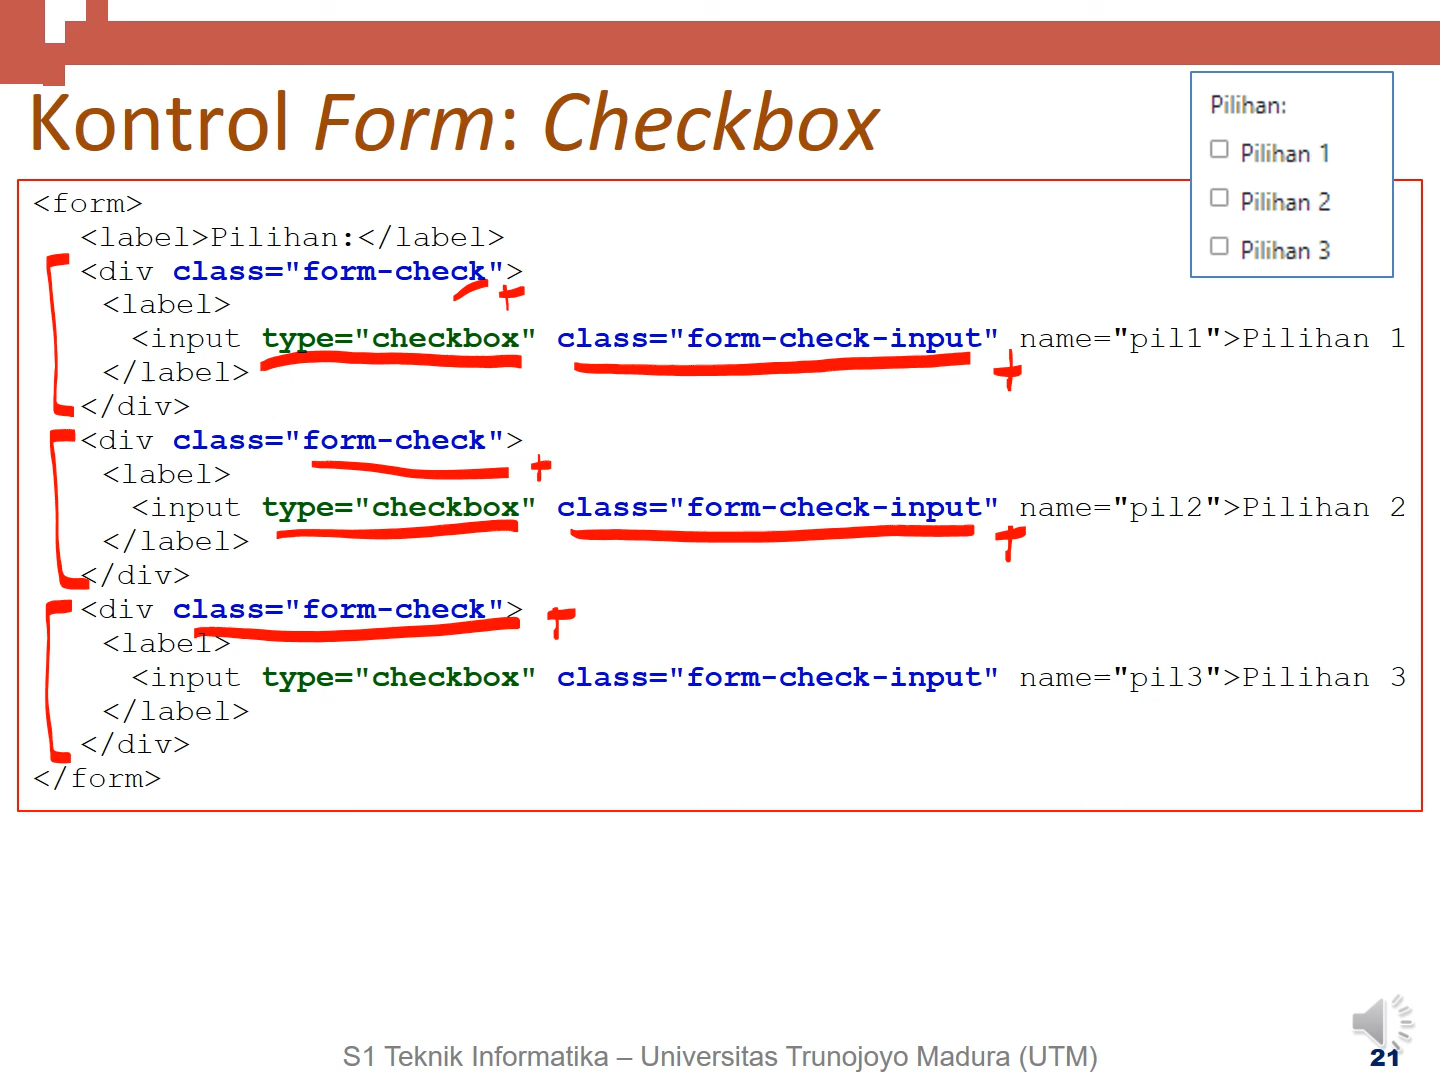 Kontrol Form: Checkbox
Pilihan:
Pilihan 1
Pilihan 2
Pilihan 3
<form>
<label>Pilihan:</label>
<div class="form-check">
<label>
<input type="checkbox" class="form-check-input" name="pil1">Pilihan 1
</label>
</div>
<div class="form-check">
<label>
<input type="checkbox" class="form-check-input" name="pil2">Pilihan 2
</label>
</div>
<div class="form-check">
<label>
<input type="checkbox" class="form-check-input" name="pil3">Pilihan 3
</label>
</div>
</form>
S1 Teknik Informatika – Universitas Trunojoyo Madura (UTM)
21